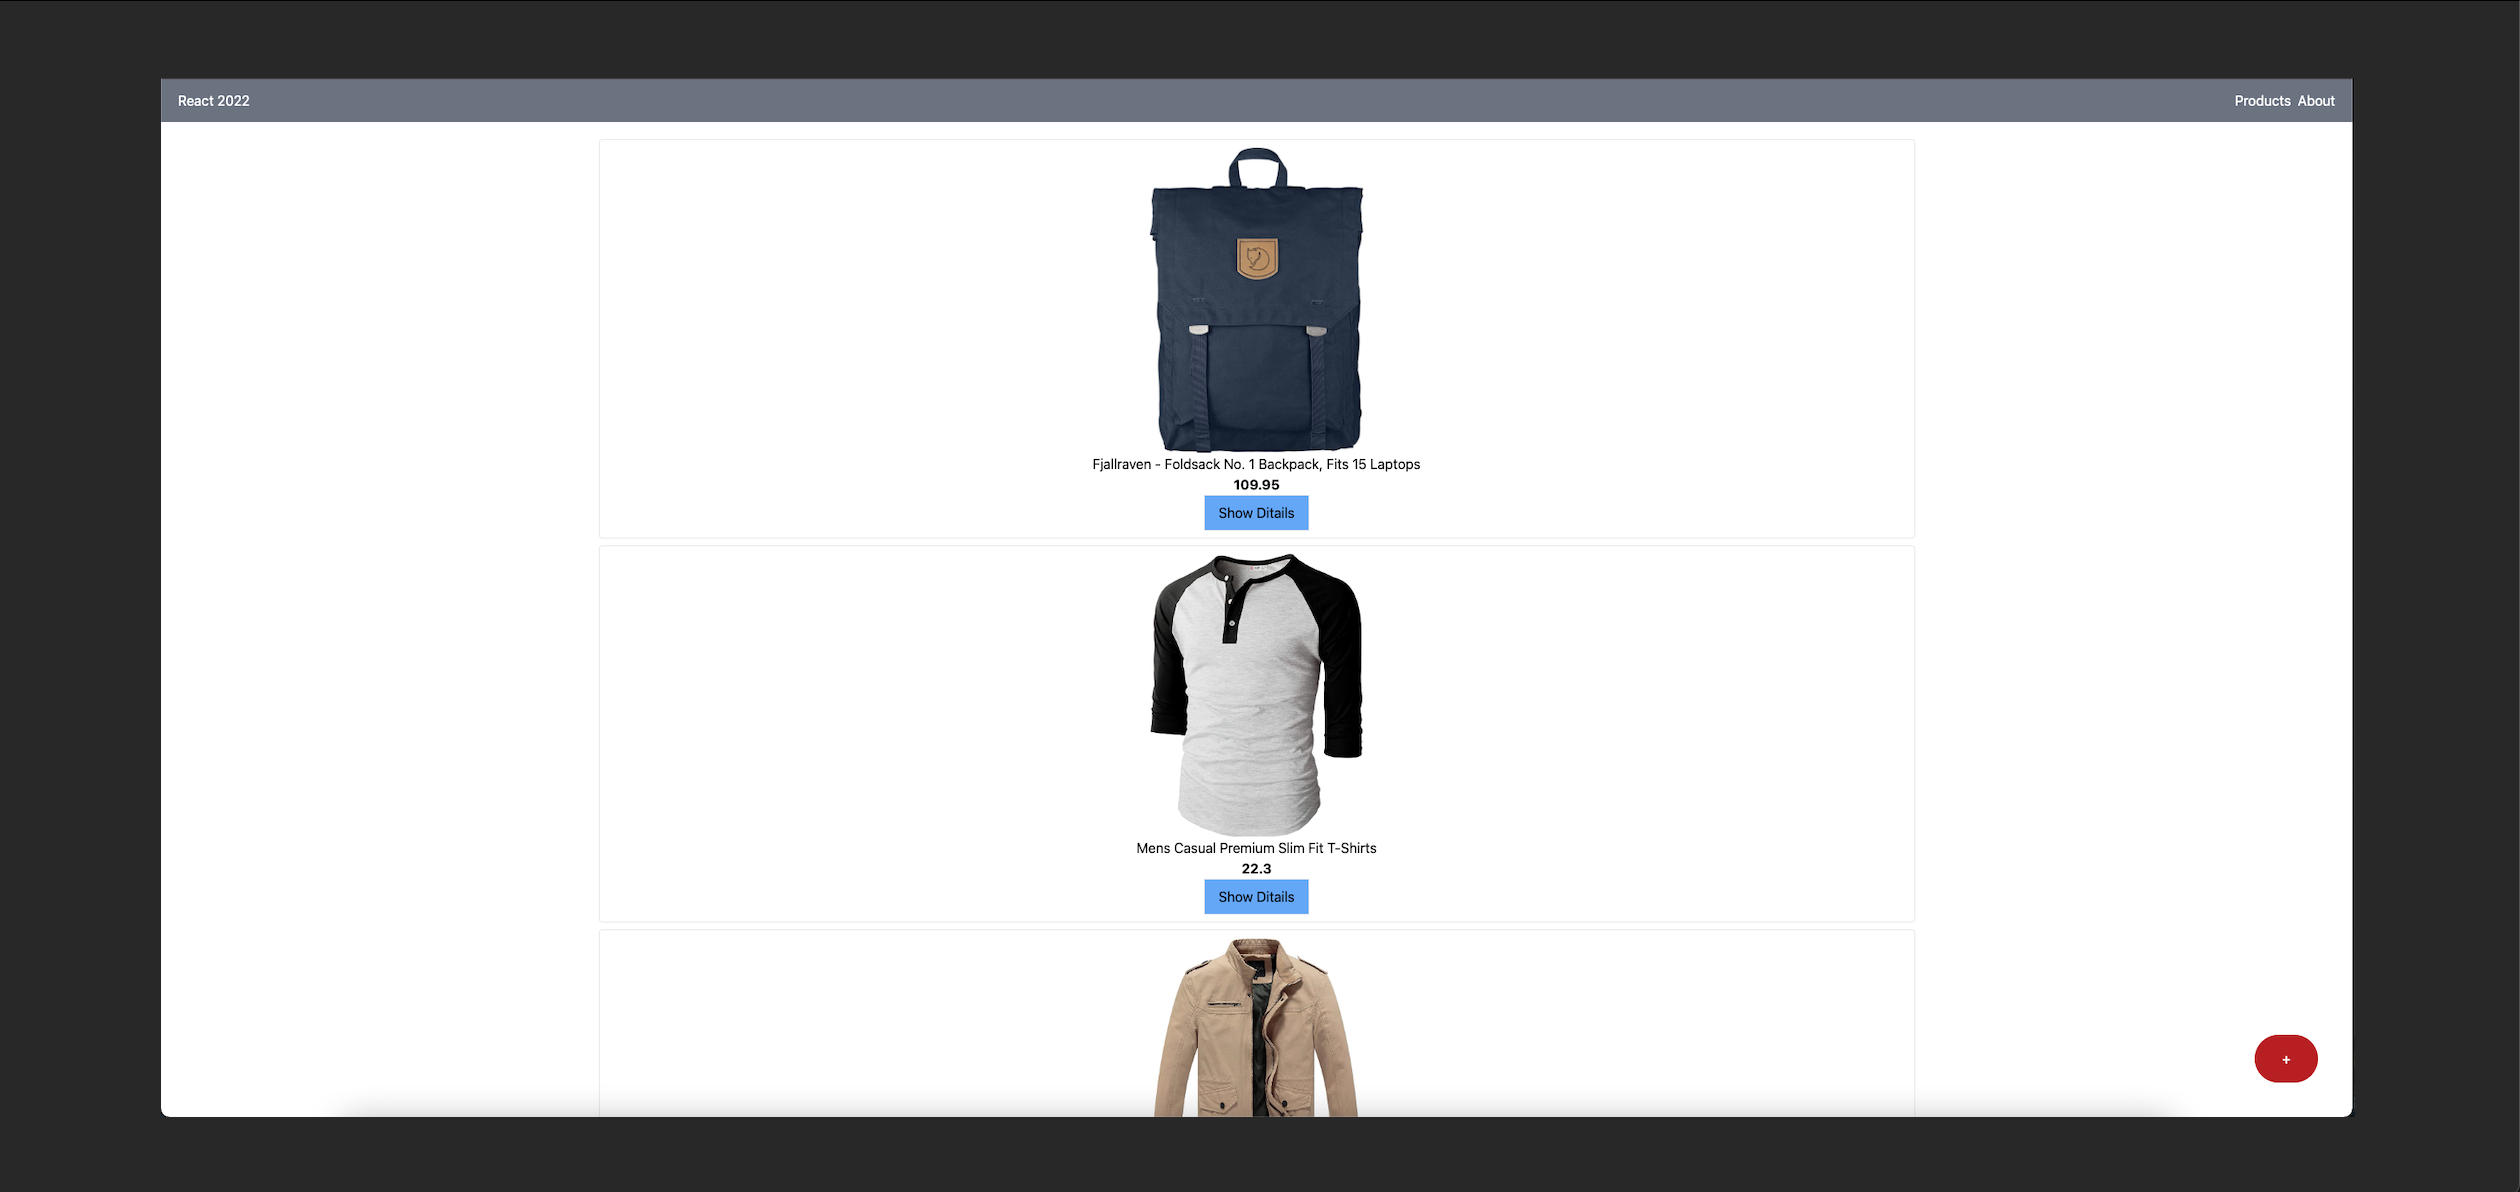 React 2022
Products About
Fjallraven - Foldsack No. 1 Backpack, Fits 15 Laptops
109.95
Show Ditails
Mens Casual Premium Slim Fit T-Shirts
22.3
Show Ditails
+